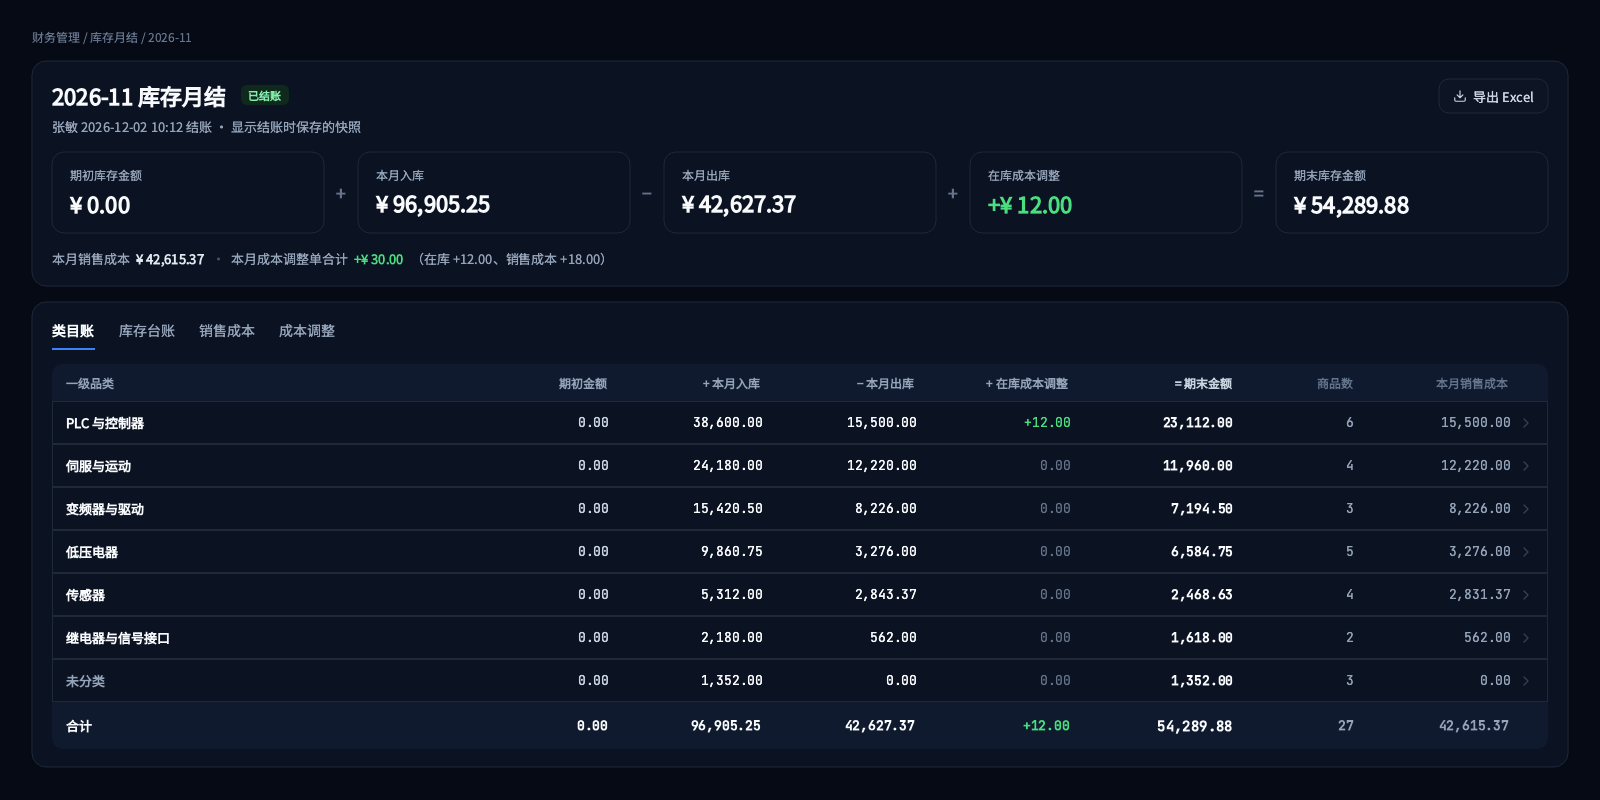 财务管理 / 库存月结 / 2026-11
2026-11 库存月结 已结账
导出 Excel
张敏 2026-12-02 10:12 结账 · 显示结账时保存的快照
期初库存金额 + 本月入库 − 本月出库 + 在库成本调整 = 期末库存金额
¥0.00 ¥96,905.25 ¥42,627.37 +¥12.00 ¥54,289.88
本月销售成本 ¥42,615.37 · 本月成本调整单合计 +¥30.00 （在库 +12.00、销售成本 +18.00）
类目账 库存台账 销售成本 成本调整
一级品类 期初金额 + 本月入库 − 本月出库 + 在库成本调整 = 期末金额 商品数 本月销售成本
PLC 与控制器 0.00 38,600.00 15,500.00 +12.00 23,112.00 6 15,500.00
伺服与运动 0.00 24,180.00 12,220.00 0.00 11,960.00 4 12,220.00
变频器与驱动 0.00 15,420.50 8,226.00 0.00 7,194.50 3 8,226.00
低压电器 0.00 9,860.75 3,276.00 0.00 6,584.75 5 3,276.00
传感器 0.00 5,312.00 2,843.37 0.00 2,468.63 4 2,831.37
继电器与信号接口 0.00 2,180.00 562.00 0.00 1,618.00 2 562.00
未分类 0.00 1,352.00 0.00 0.00 1,352.00 3 0.00
合计 0.00 96,905.25 42,627.37 +12.00 54,289.88 27 42,615.37